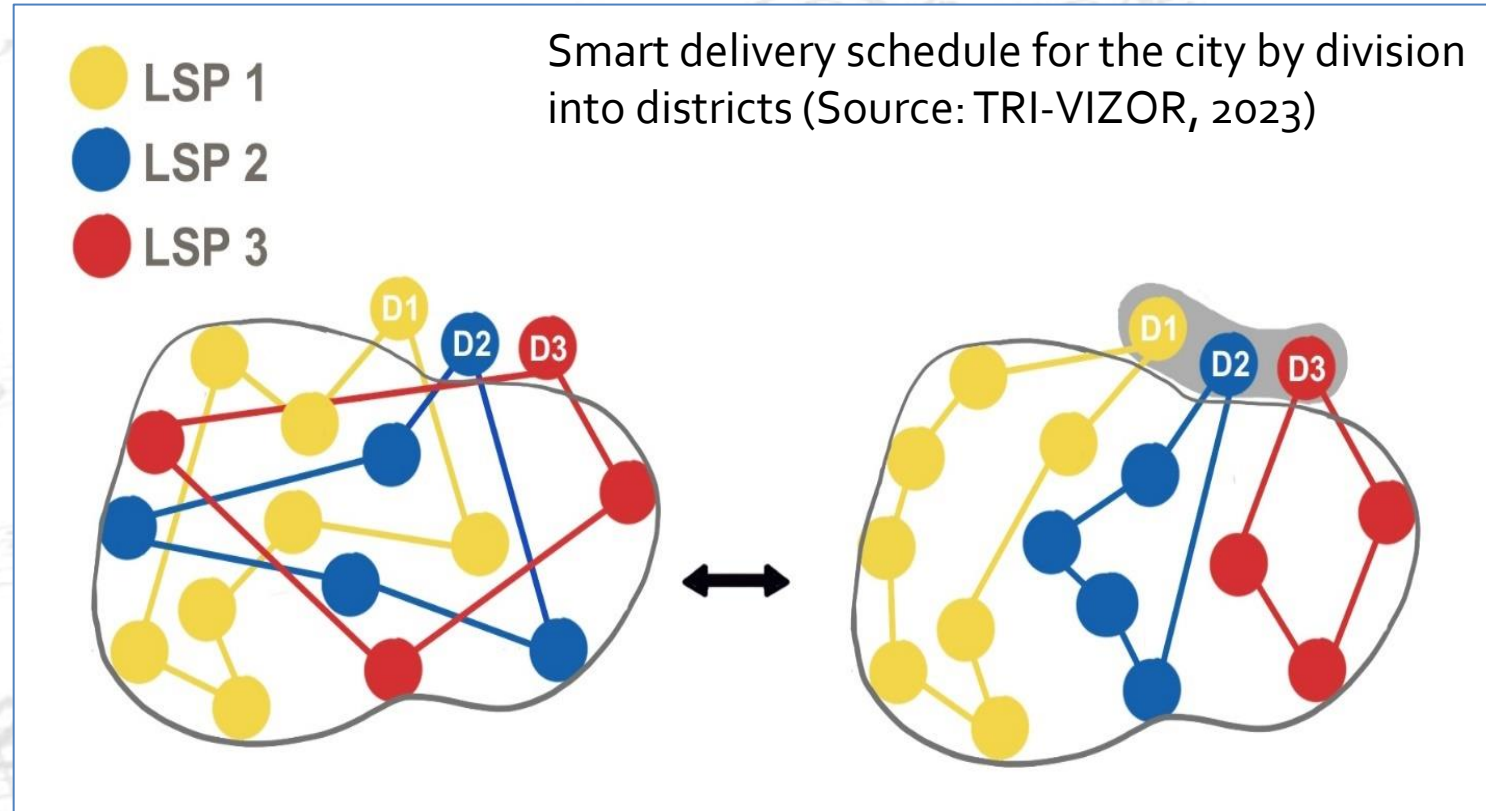 Smart delivery schedule for the city by division
into districts (Source: TRI-VIZOR, 2023)
LSP 1
LSP 2
LSP 3
D1
D2
D3
D1
D2
D3